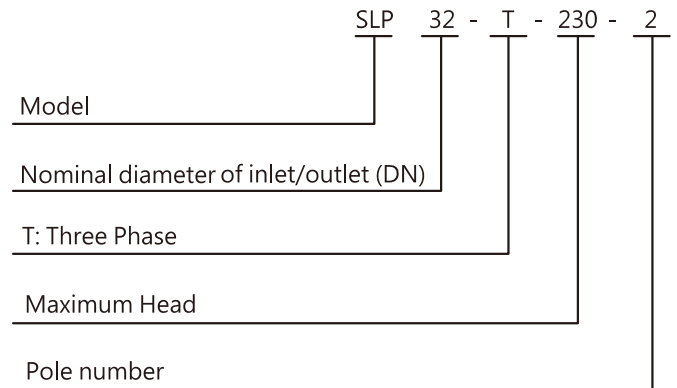 SLP 32 - T - 230 - 2
Model
Nominal diameter of inlet/outlet (DN)
T: Three Phase
Maximum Head
Pole number